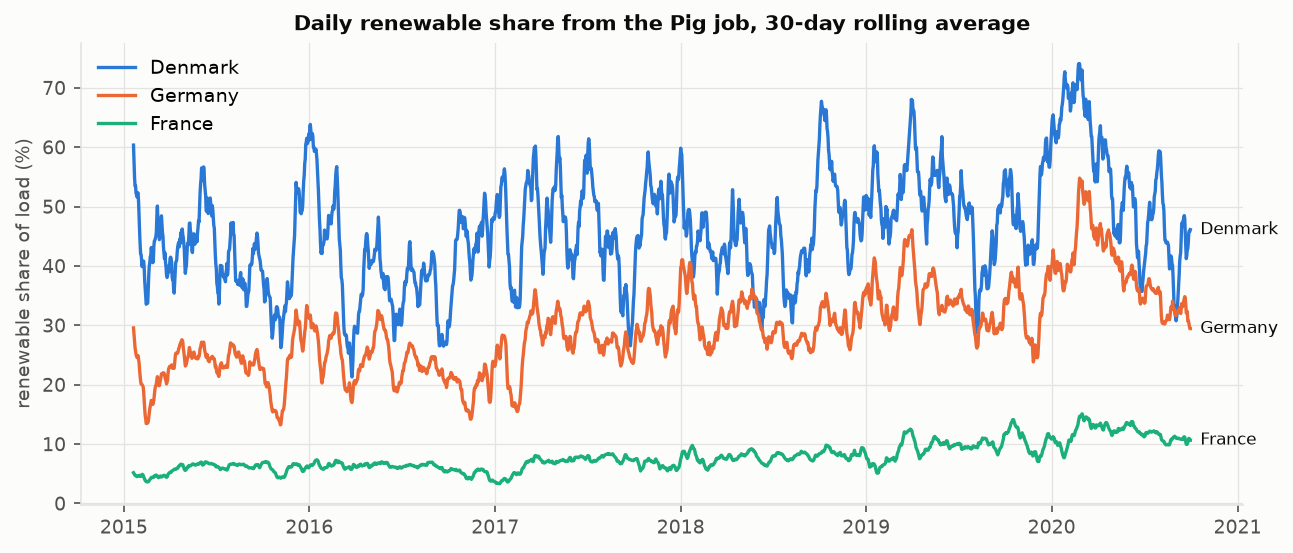 Daily renewable share from the Pig job, 30-day rolling average
Denmark
Germany
France
renewable share of load (%)
70
60
50
40
30
20
10
0
Denmark
Germany
France
2015
2016
2017
2018
2019
2020
2021